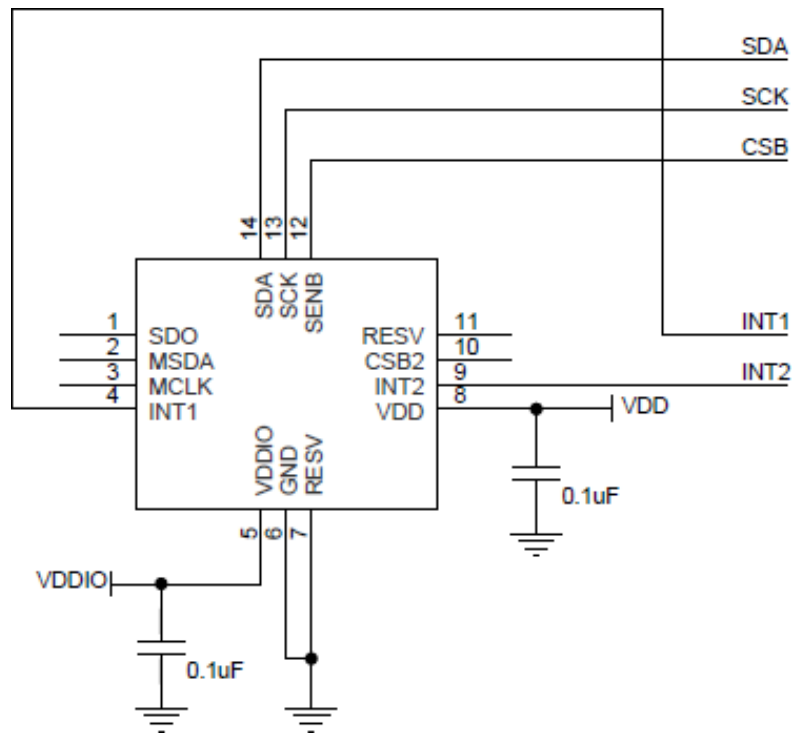 SDA
SCK
CSB
14
13
12
SDA
SCK
SENB
1
SDO
RESV
11
INT1
2
MSDA
CSB2
10
3
MCLK
INT2
9
INT2
4
INT1
VDD
8
VDD
VDDIO
GND
RESV
0.1uF
5
6
7
VDDIO
0.1uF